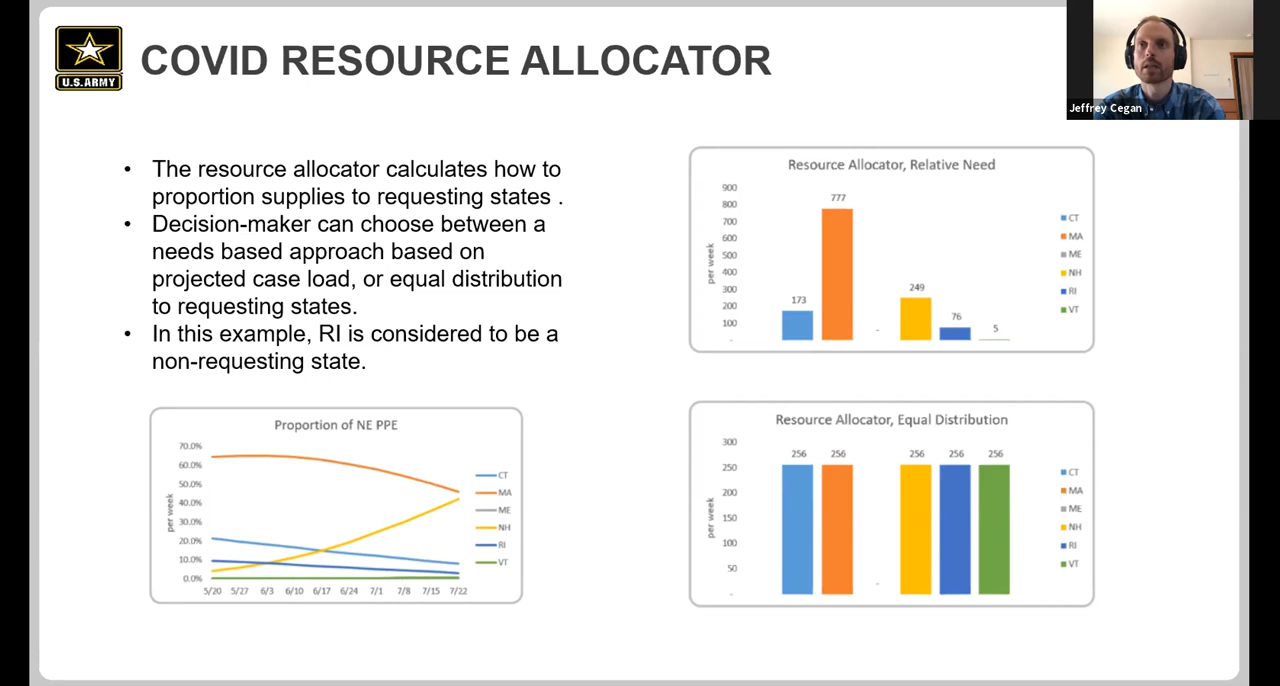 U.S.ARMY
COVID RESOURCE ALLOCATOR
Jeffrey Cegan
• The resource allocator calculates how to
proportion supplies to requesting states .
• Decision-maker can choose between a
needs based approach based on
projected case load, or equal distribution
to requesting states.
• In this example, RI is considered to be a
non-requesting state.
Resource Allocator, Relative Need
per week
900
800
700
600
500
400
300
200
100
-
173
777
-
249
76
5
CT
MA
ME
NH
RI
VT
Proportion of NE PPE
per week
70.0%
60.0%
50.0%
40.0%
30.0%
20.0%
10.0%
0.0%
5/20 5/27 6/3 6/10 6/17 6/24 7/1 7/8 7/15 7/22
CT
MA
ME
NH
RI
VT
Resource Allocator, Equal Distribution
per week
300
250
200
150
100
50
-
256
256
-
256
256
256
CT
MA
ME
NH
RI
VT